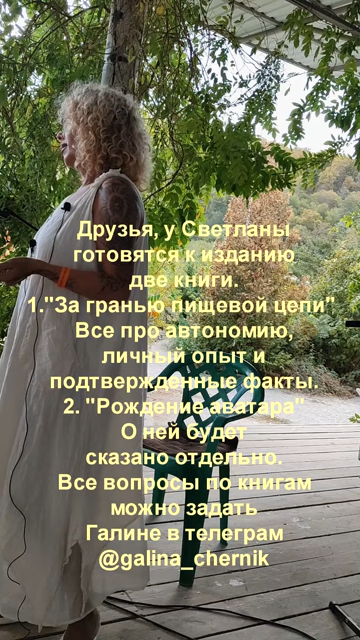 Друзья, у Светланы
готовятся к изданию
две книги.
1."За гранью пищевой цепи"
Все про автономию,
личный опыт и
подтвержденные факты.
2. "Рождение аватара"
О ней будет
сказано отдельно.
Все вопросы по книгам
можно задать
Галине в телеграм
@galina_chernik